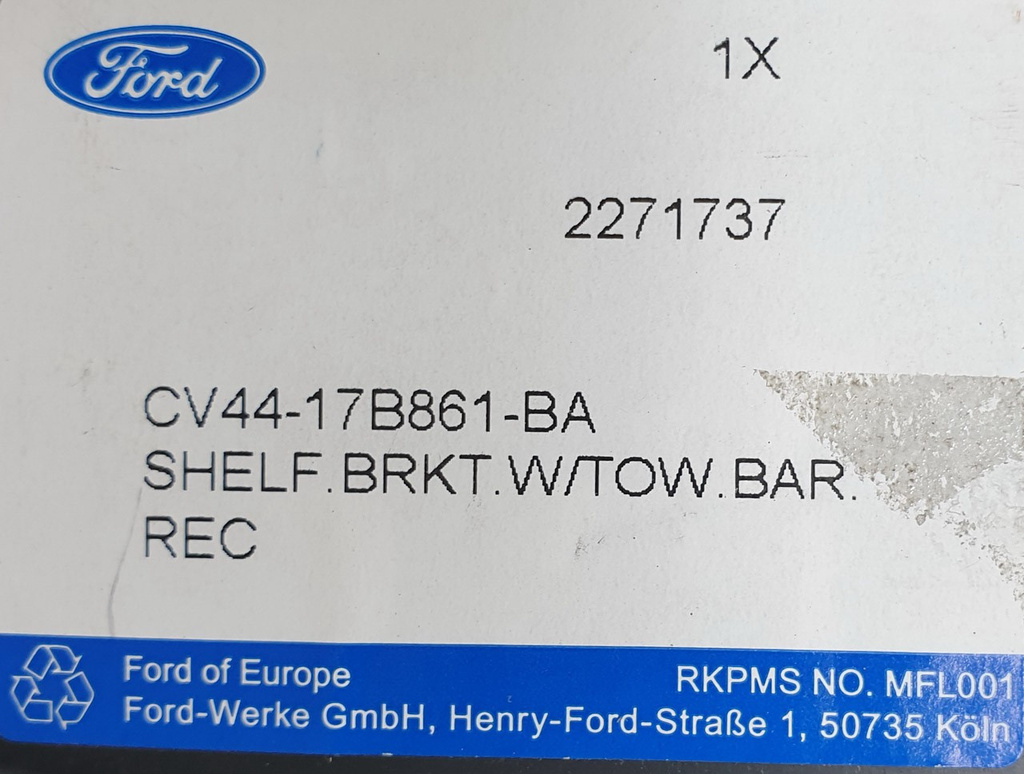 Ford
1X
2271737
CV44-17B861-BA
SHELF.BRKT.W/TOW.BAR.
REC
Ford of Europe
RKPMS NO. MFL001
Ford-Werke GmbH, Henry-Ford-Straße 1, 50735 Köln